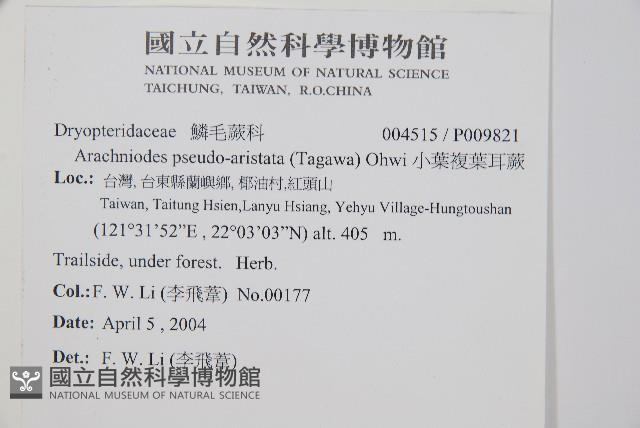 國立自然科學博物館
NATIONAL MUSEUM OF NATURAL SCIENCE
TAICHUNG, TAIWAN, R.O.CHINA
Dryopteridaceae 鱗毛蕨科 004515 / P009821
Arachniodes pseudo-aristata (Tagawa) Ohwi 小葉複葉耳蕨
Loc.: 台灣, 台東縣蘭嶼鄉, 椰油村,紅頭山
Taiwan, Taitung Hsien,Lanyu Hsiang, Yehyu Village-Hungtoushan
(121°31’52”E , 22°03’03”N) alt. 405 m.
Trailside, under forest. Herb.
Col.: F. W. Li (李飛葦) No.00177
Date: April 5 , 2004
Det.: F. W. Li (李飛葦)
國立自然科學博物館
NATIONAL MUSEUM OF NATURAL SCIENCE